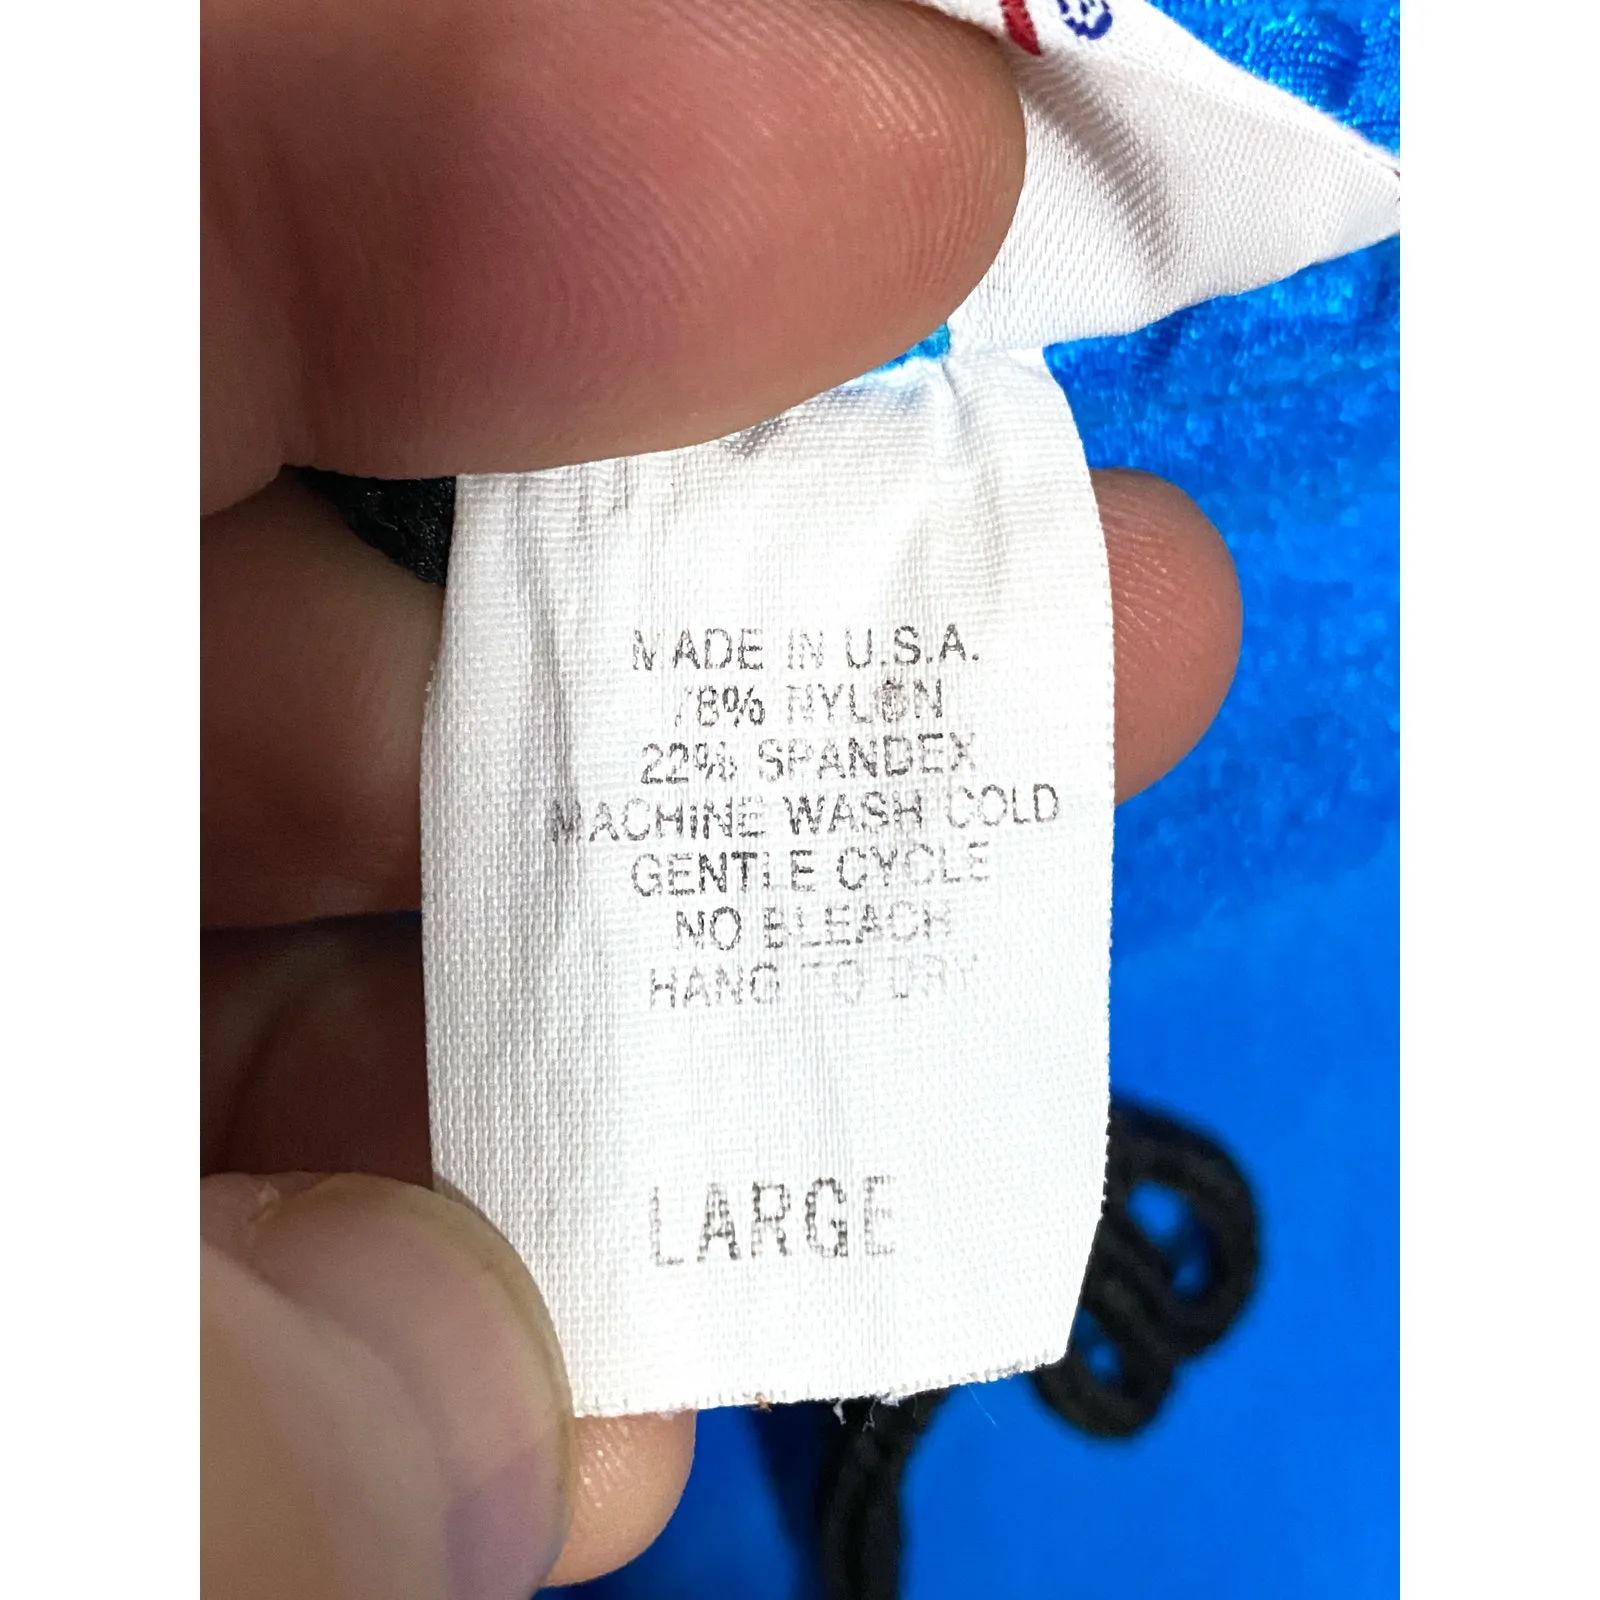 MADE IN U.S.A.
78% NYLON
22% SPANDEX
MACHINE WASH COLD
GENTLE CYCLE
NO BLEACH
HANG TO DRY
LARGE